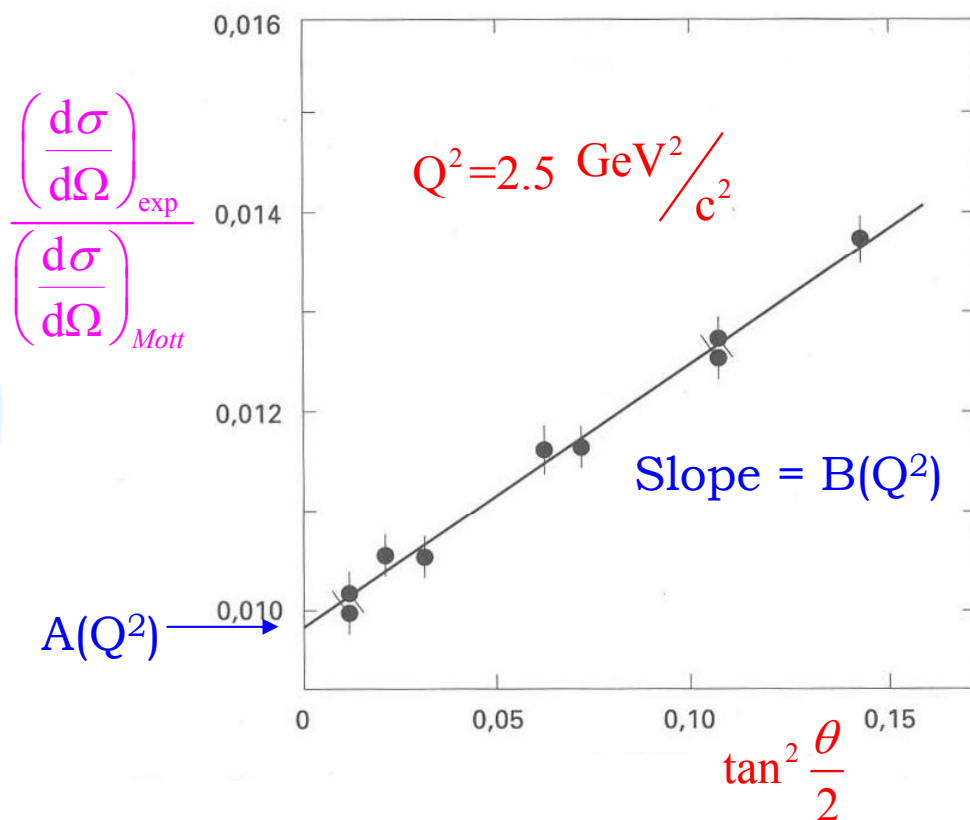 0,016
(dσ/dΩ)exp
(dσ/dΩ)Mott
Q²=2.5 GeV²/c²
0,014
0,012
Slope = B(Q²)
0,010
A(Q²)
0
0,05
0,10
0,15
tan² θ/2